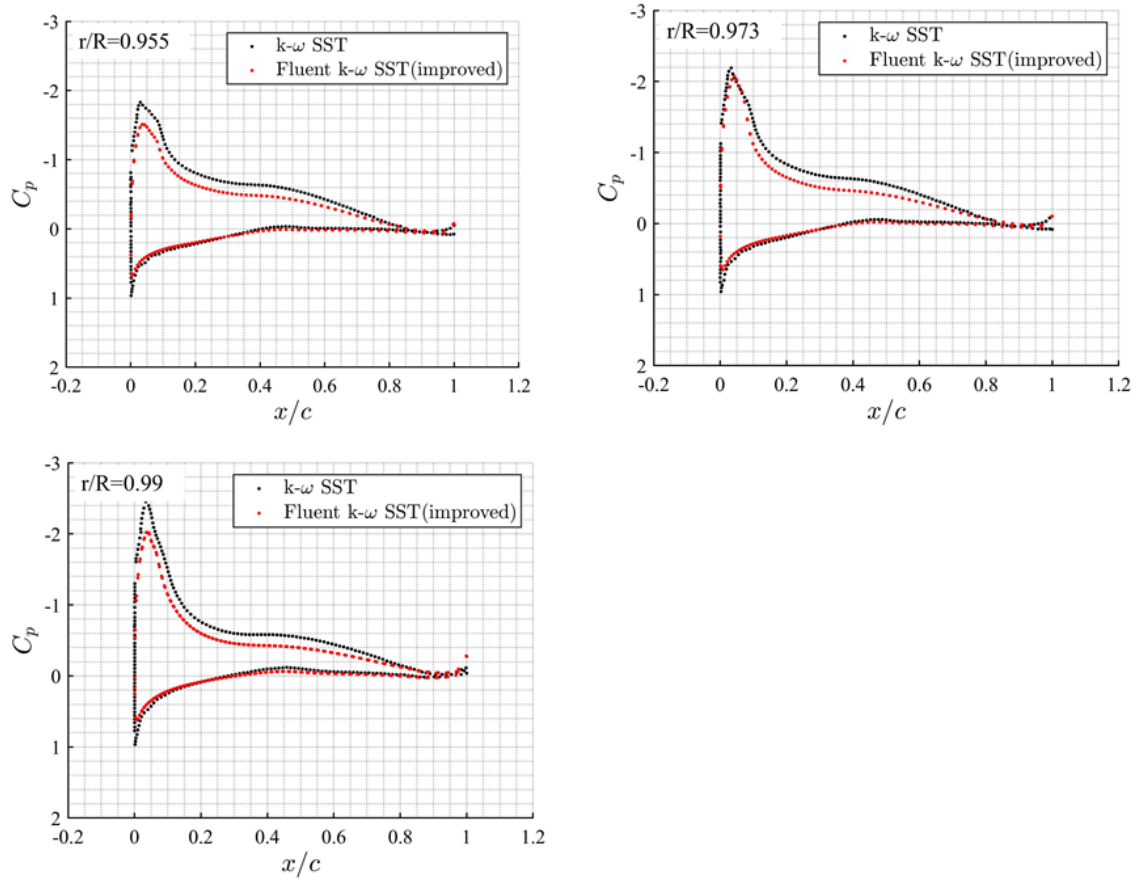 r/R=0.955
k-ω SST
Fluent k-ω SST(improved)
-3
-2
-1
0
1
2
C_p
-0.2
0
0.2
0.4
0.6
0.8
1
1.2
x/c
r/R=0.973
k-ω SST
Fluent k-ω SST(improved)
-3
-2
-1
0
1
2
C_p
-0.2
0
0.2
0.4
0.6
0.8
1
1.2
x/c
r/R=0.99
k-ω SST
Fluent k-ω SST(improved)
-3
-2
-1
0
1
2
C_p
-0.2
0
0.2
0.4
0.6
0.8
1
1.2
x/c